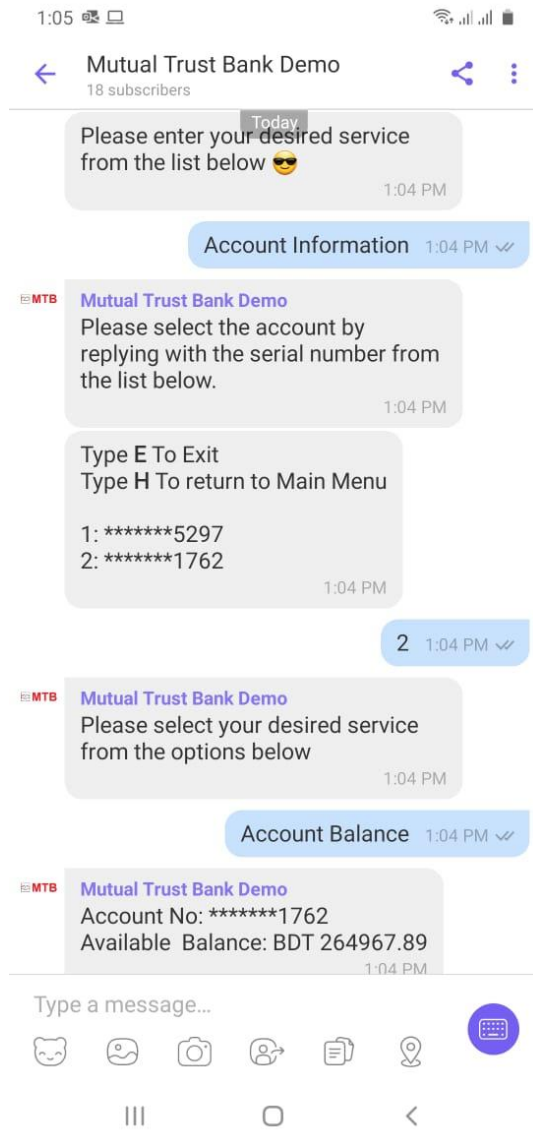 1:05
Mutual Trust Bank Demo
18 subscribers
Today
Please enter your desired service
from the list below 😎
1:04 PM
Account Information 1:04 PM
MTB
Mutual Trust Bank Demo
Please select the account by
replying with the serial number from
the list below.
1:04 PM
Type E To Exit
Type H To return to Main Menu
1: *******5297
2: *******1762
1:04 PM
2 1:04 PM
MTB
Mutual Trust Bank Demo
Please select your desired service
from the options below
1:04 PM
Account Balance 1:04 PM
MTB
Mutual Trust Bank Demo
Account No: *******1762
Available  Balance: BDT 264967.89
1:04 PM
Type a message...